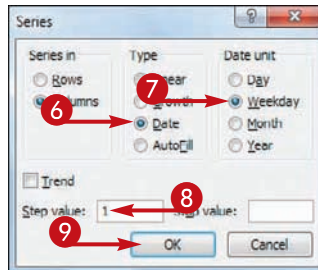 Series
Series in
Type
Date unit
Rows
Day
7
Weekday
6
Date
Month
AutoFill
Year
Trend
8
Step value: 1
value:
9
OK
Cancel